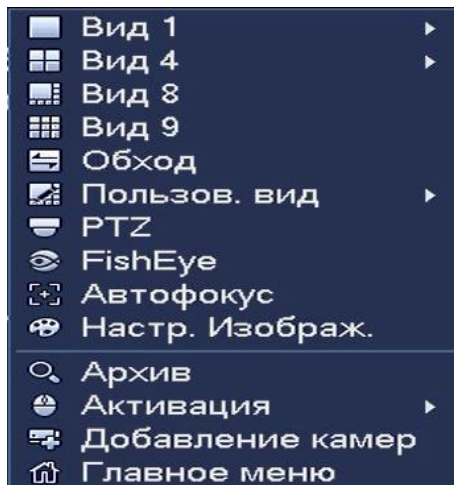 Вид 1
Вид 4
Вид 8
Вид 9
Обход
Пользов. вид
PTZ
FishEye
Автофокус
Настр. Изображ.
Архив
Активация
Добавление камер
Главное меню